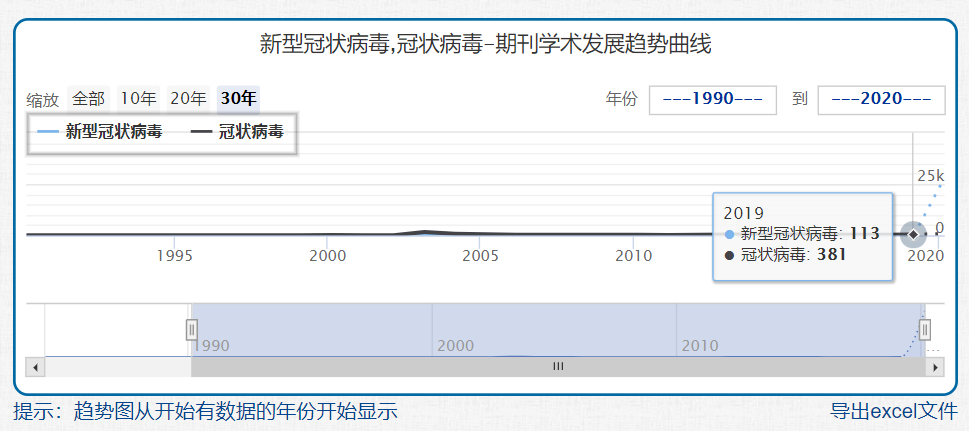 新型冠状病毒,冠状病毒-期刊学术发展趋势曲线
缩放 全部 10年 20年 30年 年份 ---1990--- 到 ---2020---
新型冠状病毒 冠状病毒
25k
2019
新型冠状病毒: 113
冠状病毒: 381
0
1995 2000 2005 2010 2020
1990 2000 2010 ...
提示：趋势图从开始有数据的年份开始显示 导出excel文件